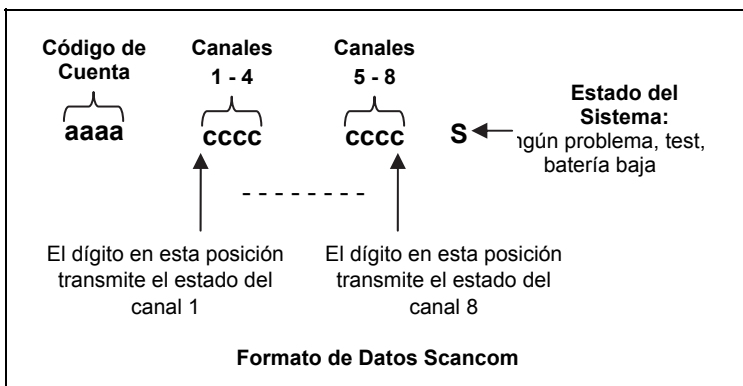 Código de
Cuenta
Canales
1 - 4
Canales
5 - 8
Estado del
Sistema:
ngún problema, test,
batería baja
aaaa
cccc
cccc
S
- - - - - - - -
El dígito en esta posición
transmite el estado del
canal 1
El dígito en esta posición
transmite el estado del
canal 8
Formato de Datos Scancom